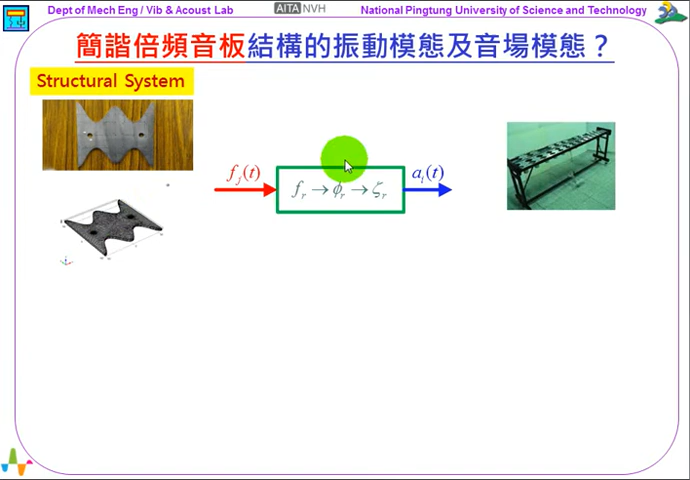 Dept of Mech Eng / Vib & Acoust Lab AITA NVH National Pingtung University of Science and Technology
簡諧倍頻音板結構的振動模態及音場模態？
Structural System
f_j(t) f_r → ϕ_r → ζ_r a_i(t)